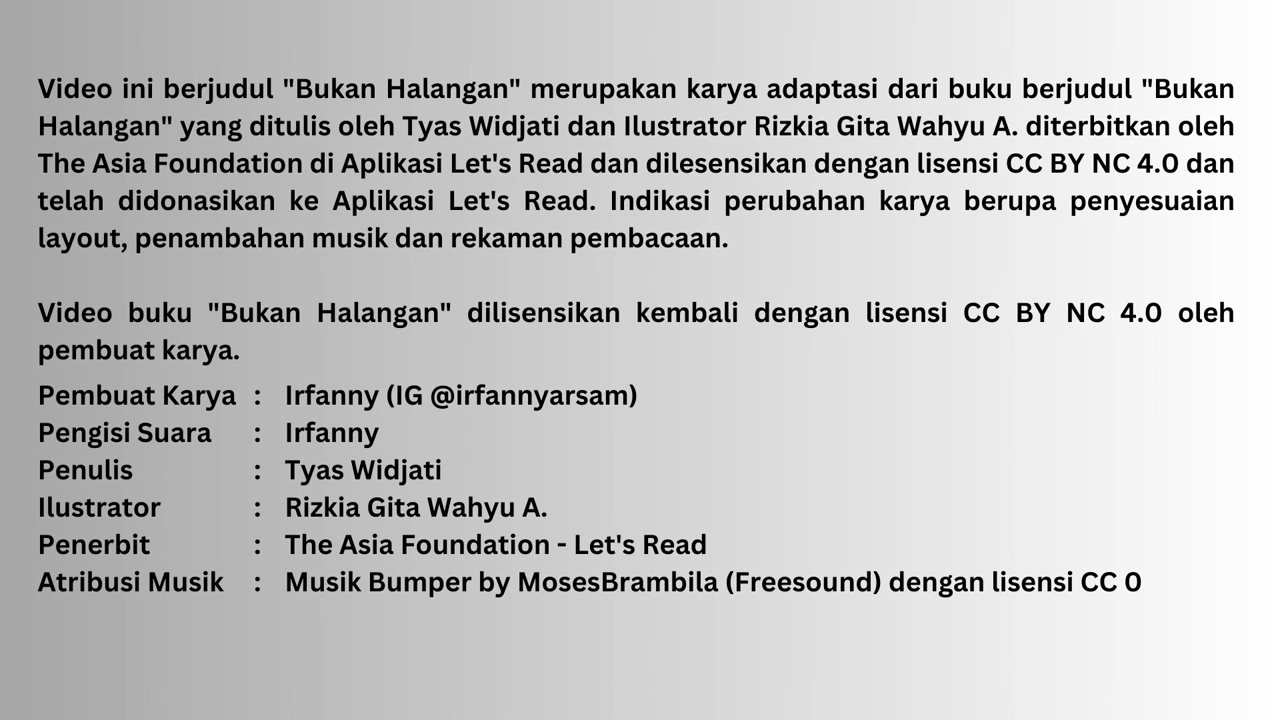 Video ini berjudul "Bukan Halangan" merupakan karya adaptasi dari buku berjudul "Bukan
Halangan" yang ditulis oleh Tyas Widjati dan Ilustrator Rizkia Gita Wahyu A. diterbitkan oleh
The Asia Foundation di Aplikasi Let's Read dan dilesensikan dengan lisensi CC BY NC 4.0 dan
telah didonasikan ke Aplikasi Let's Read. Indikasi perubahan karya berupa penyesuaian
layout, penambahan musik dan rekaman pembacaan.
Video buku "Bukan Halangan" dilisensikan kembali dengan lisensi CC BY NC 4.0 oleh
pembuat karya.
Pembuat Karya : Irfanny (IG @irfannyarsam)
Pengisi Suara : Irfanny
Penulis : Tyas Widjati
Ilustrator : Rizkia Gita Wahyu A.
Penerbit : The Asia Foundation - Let's Read
Atribusi Musik : Musik Bumper by MosesBrambila (Freesound) dengan lisensi CC 0